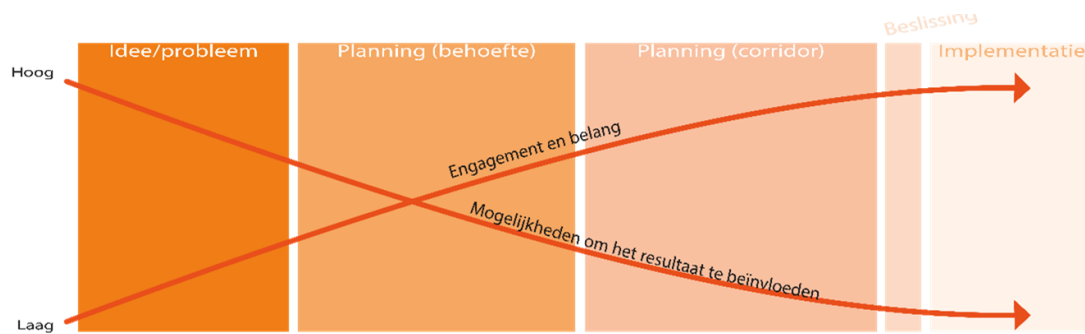 Beslissing
Idee/probleem
Planning (behoefte)
Planning (corridor)
Implementatie
Hoog
Engagement en belang
Mogelijkheden om het resultaat te beïnvloeden
Laag